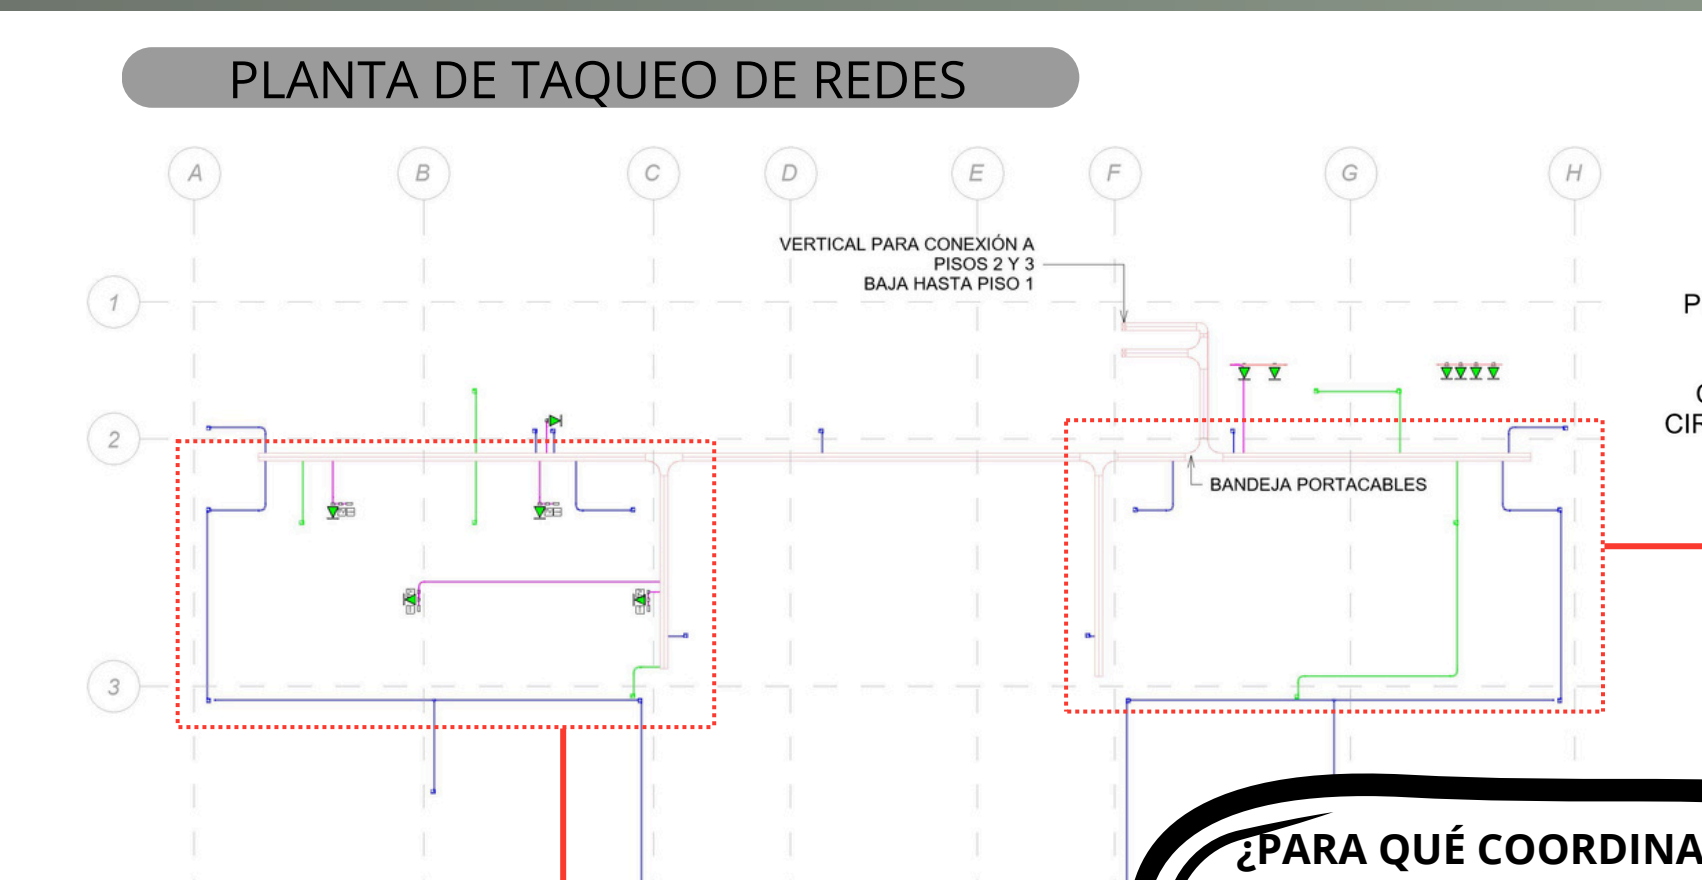 PLANTA DE TAQUEO DE REDES
A B C D E F G H
VERTICAL PARA CONEXIÓN A
PISOS 2 Y 3
BAJA HASTA PISO 1
1
P
C
CIR
2
BANDEJA PORTACABLES
3
¿PARA QUÉ COORDINA